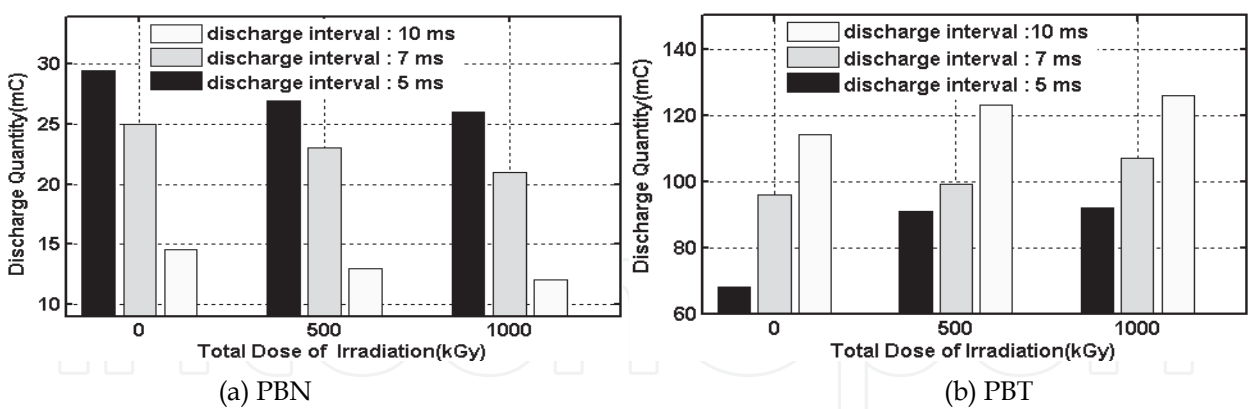 discharge interval : 10 ms
discharge interval : 7 ms
discharge interval : 5 ms
Discharge Quantity(mC)
30
25
20
15
10
0 500 1000
Total Dose of Irradiation(kGy)
(a) PBN
discharge interval :10 ms
discharge interval : 7 ms
discharge interval : 5 ms
Discharge Quantity(mC)
140
120
100
80
60
0 500 1000
Total Dose of Irradiation(kGy)
(b) PBT